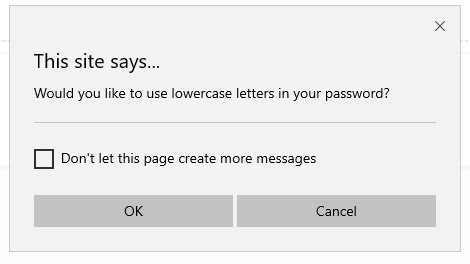 This site says...
Would you like to use lowercase letters in your password?
Don't let this page create more messages
OK
Cancel